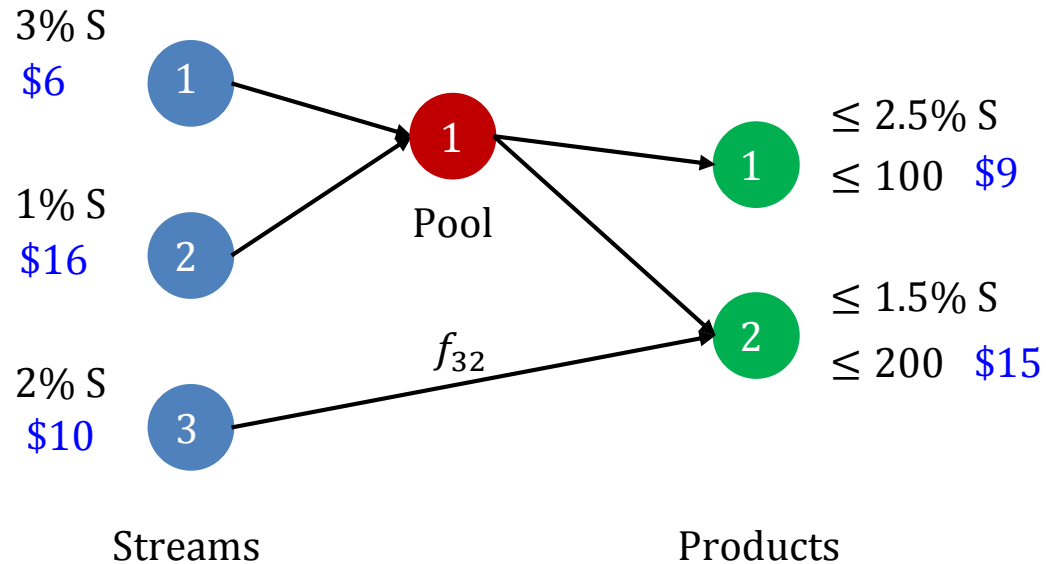 3% S
$6
1
1% S
$16
2
2% S
$10
3
1
Pool
f32
1
≤ 2.5% S
≤ 100 $9
2
≤ 1.5% S
≤ 200 $15
Streams
Products